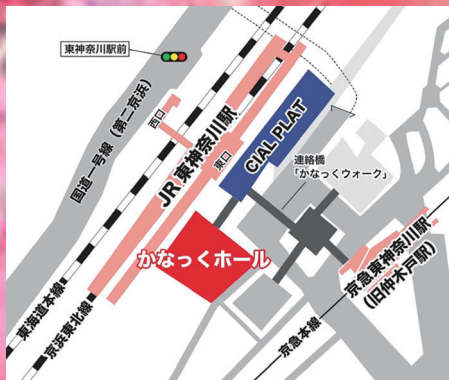 東神奈川駅前
国道一号線（第二京浜）
西口
JR 東神奈川駅
東口
CIAL PLAT
連絡橋
「かなっくウォーク」
かなっくホール
京急東神奈川駅
（旧仲木戸駅）
東海道本線
京浜東北線
京急本線